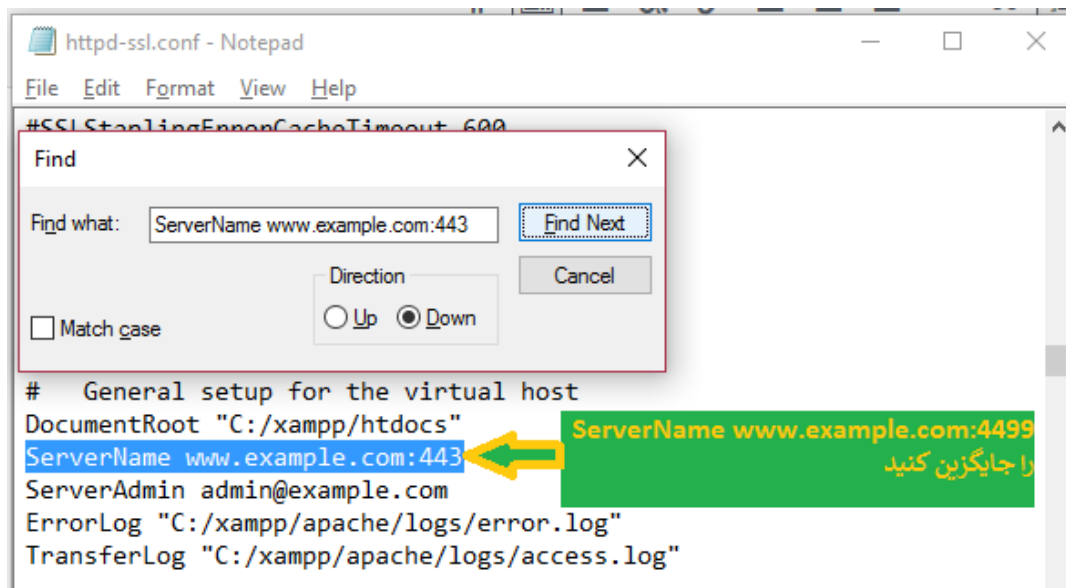 httpd-ssl.conf - Notepad
File Edit Format View Help
#SSLStaplingErrorCacheTimeout 600
Find
Find what: ServerName www.example.com:443 Find Next
Direction Cancel
Up Down
Match case
# General setup for the virtual host
DocumentRoot "C:/xampp/htdocs"
ServerName www.example.com:443
ServerName www.example.com:4499
را جایگزین کنید
ServerAdmin admin@example.com
ErrorLog "C:/xampp/apache/logs/error.log"
TransferLog "C:/xampp/apache/logs/access.log"